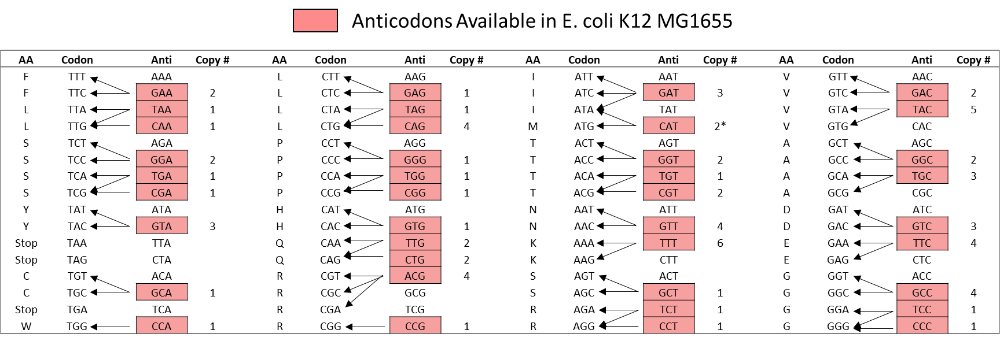 Anticodons Available in E. coli K12 MG1655
AA Codon Anti Copy # AA Codon Anti Copy # AA Codon Anti Copy # AA Codon Anti Copy #
F TTT AAA L CTT AAG I ATT AAT V GTT AAC
F TTC GAA 2 L CTC GAG 1 I ATC GAT 3 V GTC GAC 2
L TTA TAA 1 L CTA TAG 1 I ATA TAT V GTA TAC 5
L TTG CAA 1 L CTG CAG 4 M ATG CAT 2* V GTG CAC
S TCT AGA P CCT AGG T ACT AGT A GCT AGC
S TCC GGA 2 P CCC GGG 1 T ACC GGT 2 A GCC GGC 2
S TCA TGA 1 P CCA TGG 1 T ACA TGT 1 A GCA TGC 3
S TCG CGA 1 P CCG CGG 1 T ACG CGT 2 A GCG CGC
Y TAT ATA H CAT ATG N AAT ATT D GAT ATC
Y TAC GTA 3 H CAC GTG 1 N AAC GTT 4 D GAC GTC 3
Stop TAA TTA Q CAA TTG 2 K AAA TTT 6 E GAA TTC 4
Stop TAG CTA Q CAG CTG 2 K AAG CTT E GAG CTC
C TGT ACA R CGT ACG 4 S AGT ACT G GGT ACC
C TGC GCA 1 R CGC GCG S AGC GCT 1 G GGC GCC 4
Stop TGA TCA R CGA TCG R AGA TCT 1 G GGA TCC 1
W TGG CCA 1 R CGG CCG 1 R AGG CCT 1 G GGG CCC 1